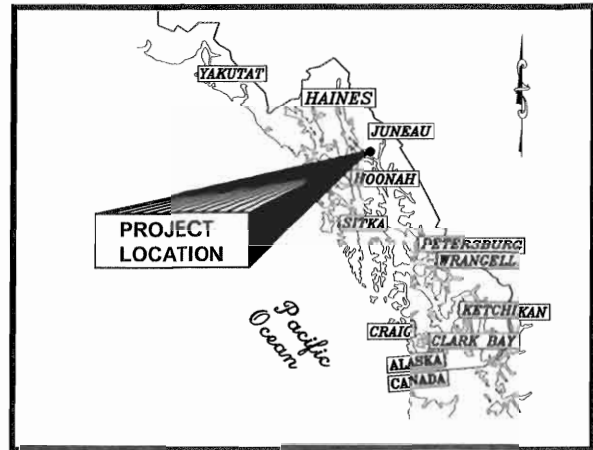 YAKUTAT
HAINES
JUNEAU
HOONAH
PROJECT
LOCATION
SITKA
PETERSBURG
WRANGELL
KETCHIKAN
CRAIG
CLARK BAY
Pacific
Ocean
ALASKA
CANADA